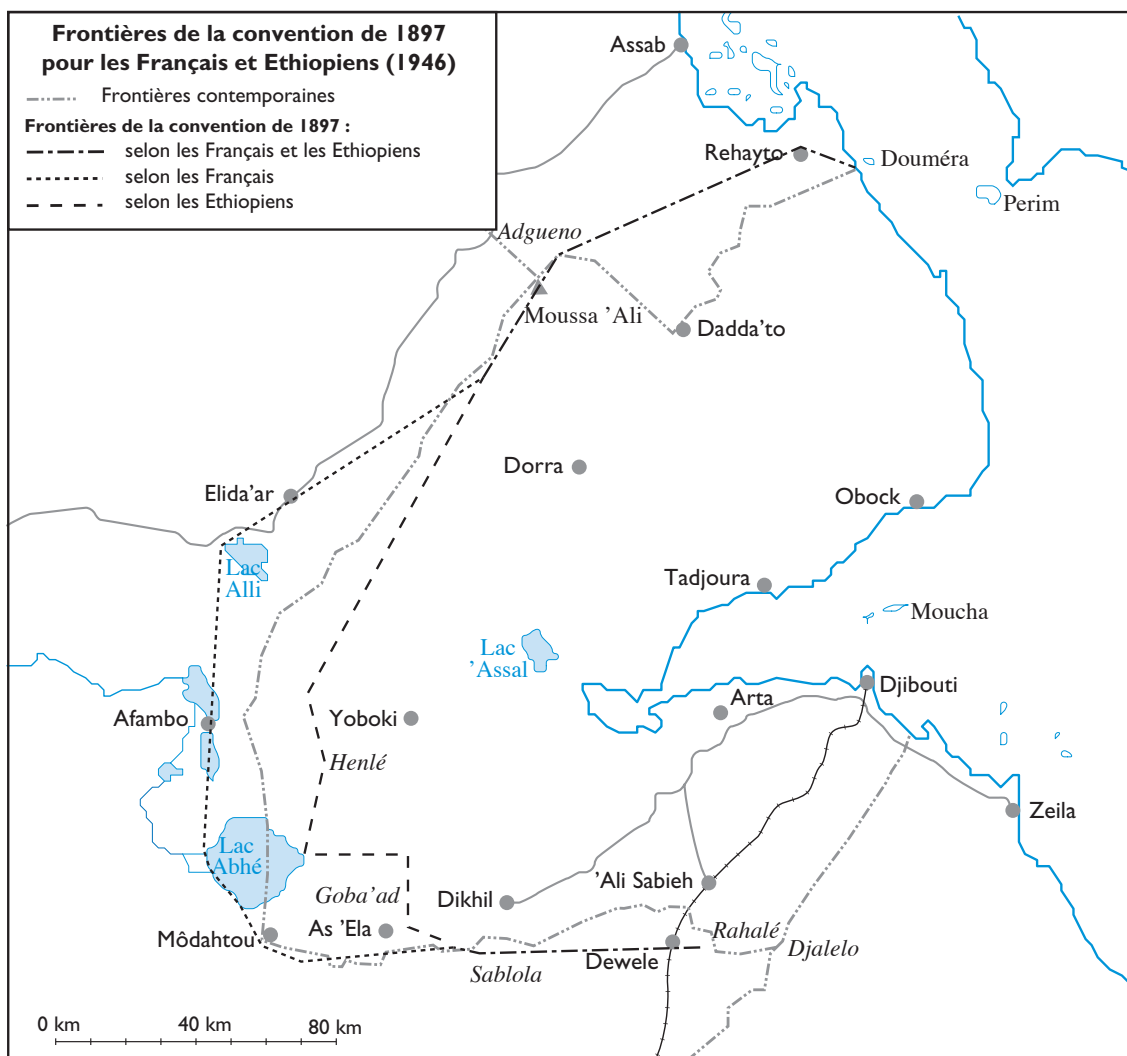 Frontières de la convention de 1897
pour les Français et Ethiopiens (1946)
Frontières contemporaines
Frontières de la convention de 1897 :
selon les Français et les Ethiopiens
selon les Français
selon les Ethiopiens
Assab
Rehayto
Douméra
Perim
Adgueno
Moussa ’Ali
Dadda’to
Dorra
Elida’ar
Obock
Lac
Alli
Tadjoura
Moucha
Lac
’Assal
Djibouti
Arta
Afambo
Yoboki
Henlé
Zeila
Lac
Abhé
’Ali Sabieh
Goba’ad
Dikhil
As ’Ela
Môdahtou
Rahalé
Djalelo
Dewele
Sablola
0 km
40 km
80 km